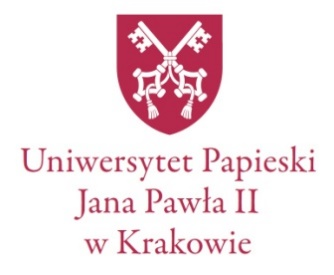 Uniwersytet Papieski
Jana Pawła II
w Krakowie